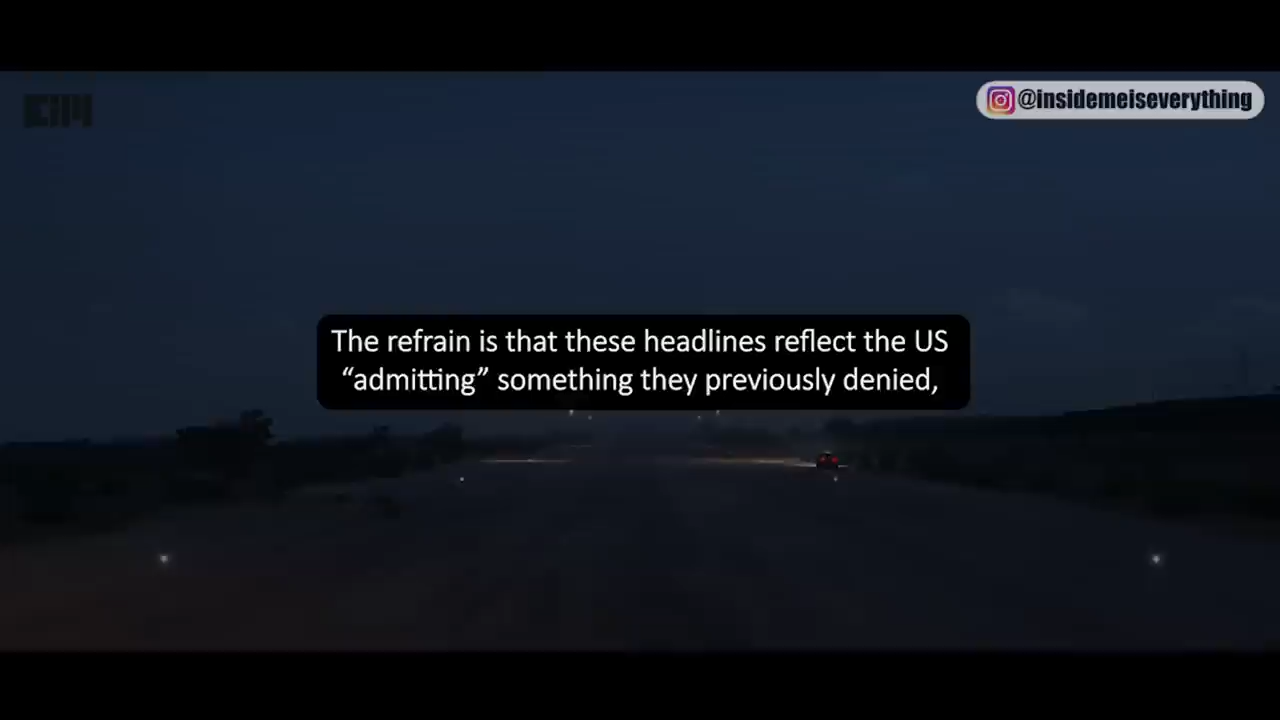 @insidemeiseverything
The refrain is that these headlines reflect the US
“admitting” something they previously denied,